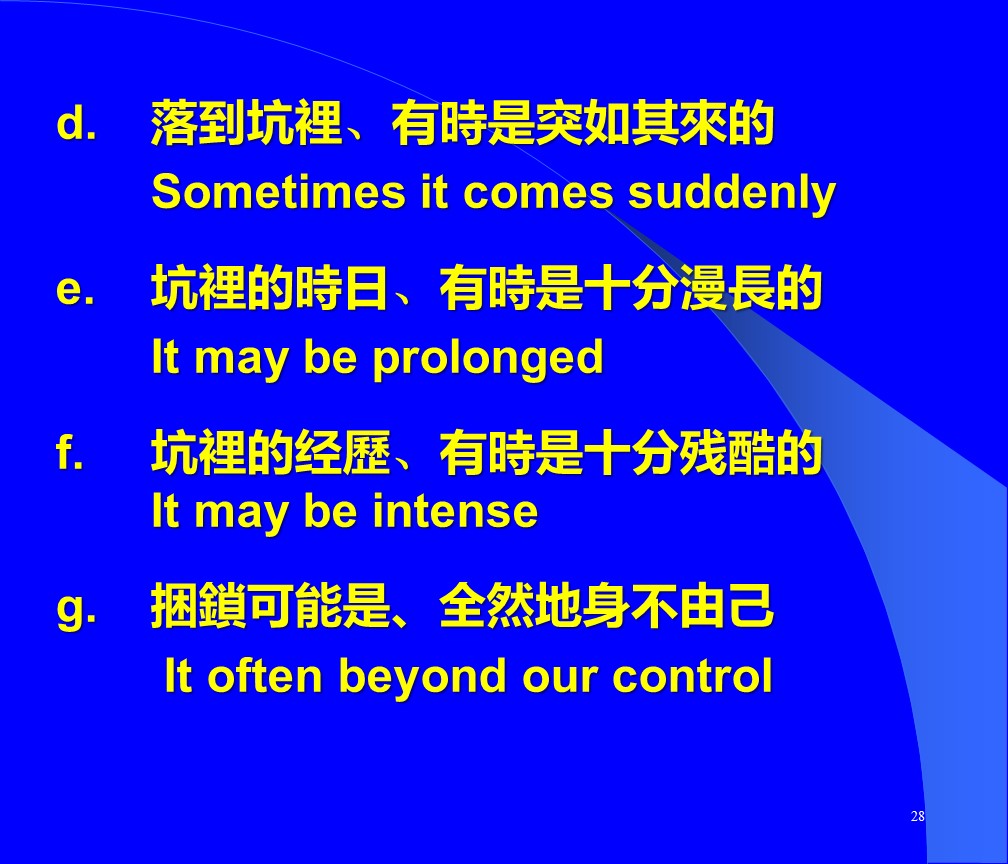 d. 落到坑裡、有時是突如其來的
Sometimes it comes suddenly
e. 坑裡的時日、有時是十分漫長的
It may be prolonged
f. 坑裡的经歷、有時是十分残酷的
It may be intense
g. 捆鎖可能是、全然地身不由己
It often beyond our control
28